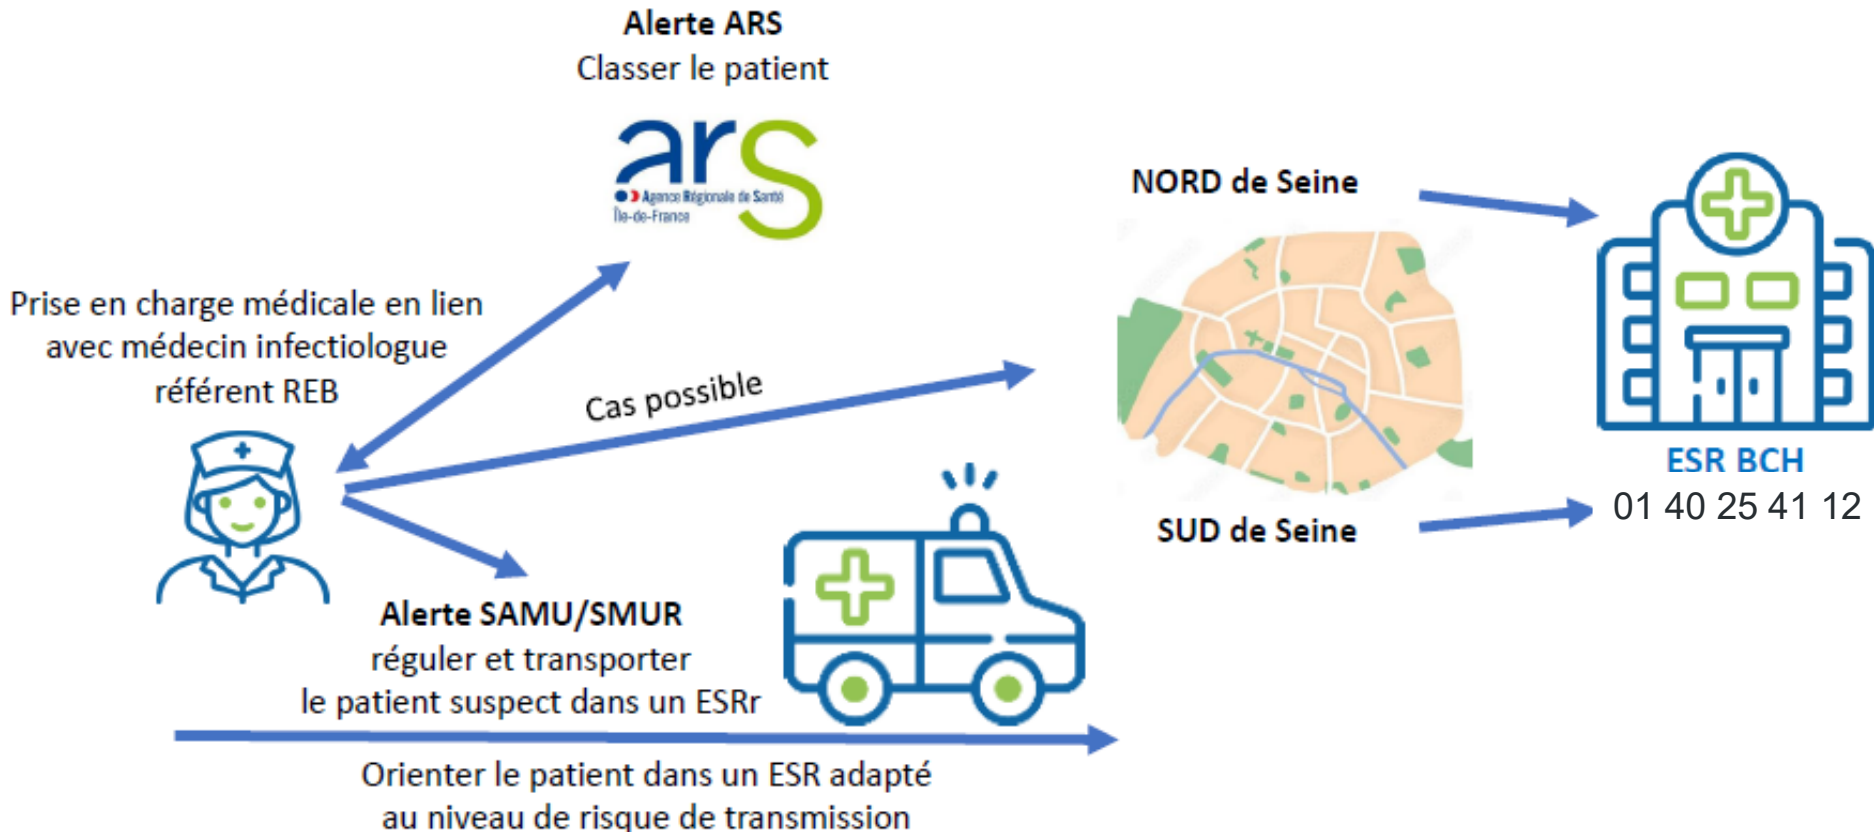 Alerte ARS
Classer le patient
ars
Agence Régionale de Santé
Île-de-France
Prise en charge médicale en lien
avec médecin infectiologue
référent REB
Cas possible
NORD de Seine
SUD de Seine
ESR BCH
01 40 25 41 12
Alerte SAMU/SMUR
réguler et transporter
le patient suspect dans un ESRr
Orienter le patient dans un ESR adapté
au niveau de risque de transmission